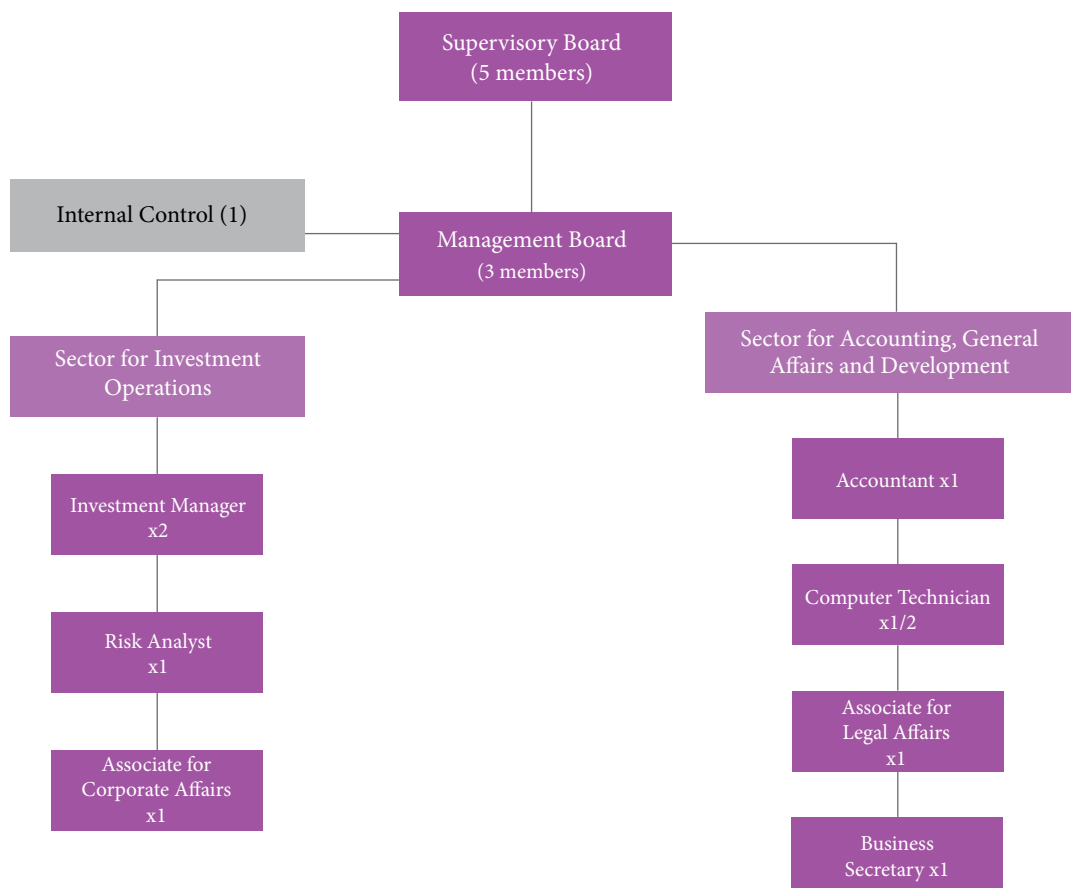 Supervisory Board
(5 members)
Internal Control (1)
Management Board
(3 members)
Sector for Investment
Operations
Sector for Accounting, General
Affairs and Development
Investment Manager
x2
Risk Analyst
x1
Associate for
Corporate Affairs
x1
Accountant x1
Computer Technician
x1/2
Associate for
Legal Affairs
x1
Business
Secretary x1